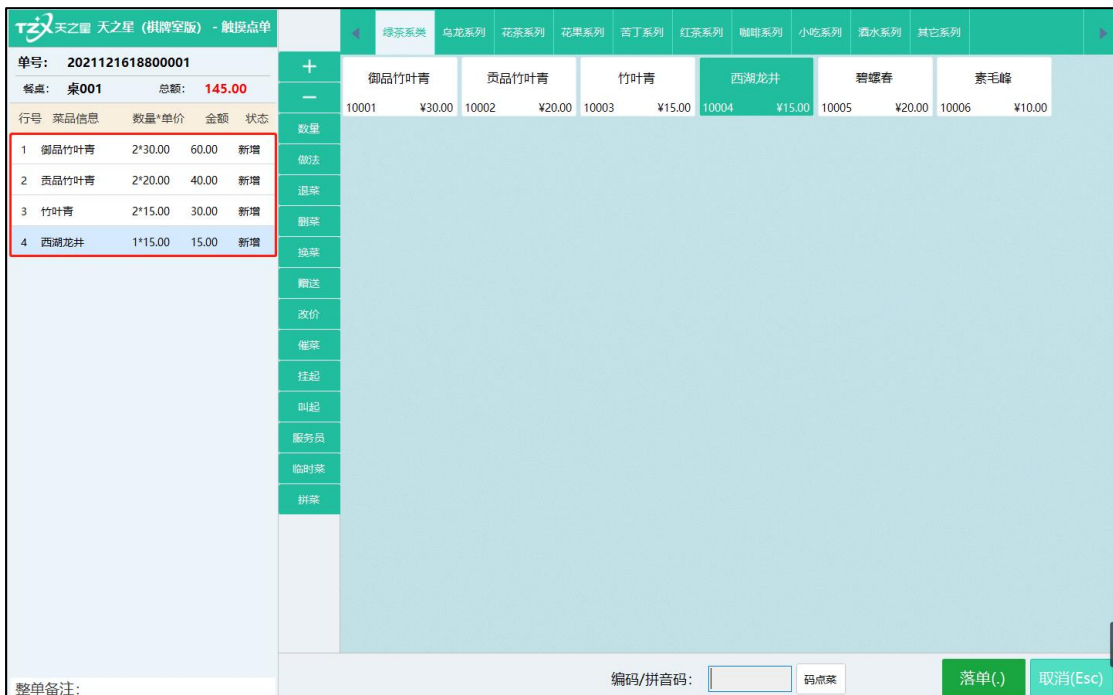 TZX 天之星 天之星（棋牌室版） - 触摸点单
单号： 2021121618800001
餐桌： 桌001 总额： 145.00
行号 菜品信息 数量*单价 金额 状态
1 御品竹叶青 2*30.00 60.00 新增
2 贡品竹叶青 2*20.00 40.00 新增
3 竹叶青 2*15.00 30.00 新增
4 西湖龙井 1*15.00 15.00 新增
整单备注：
+
−
数量
做法
退菜
删菜
换菜
赠送
改价
催菜
挂起
叫起
服务员
临时菜
拼菜
绿茶系类 乌龙系列 花茶系列 花果系列 苦丁系列 红茶系列 咖啡系列 小吃系列 酒水系列 其它系列
御品竹叶青 贡品竹叶青 竹叶青 西湖龙井 碧螺春 素毛峰
10001 ¥30.00 10002 ¥20.00 10003 ¥15.00 10004 ¥15.00 10005 ¥20.00 10006 ¥10.00
编码/拼音码： 码点菜 落单(.) 取消(Esc)